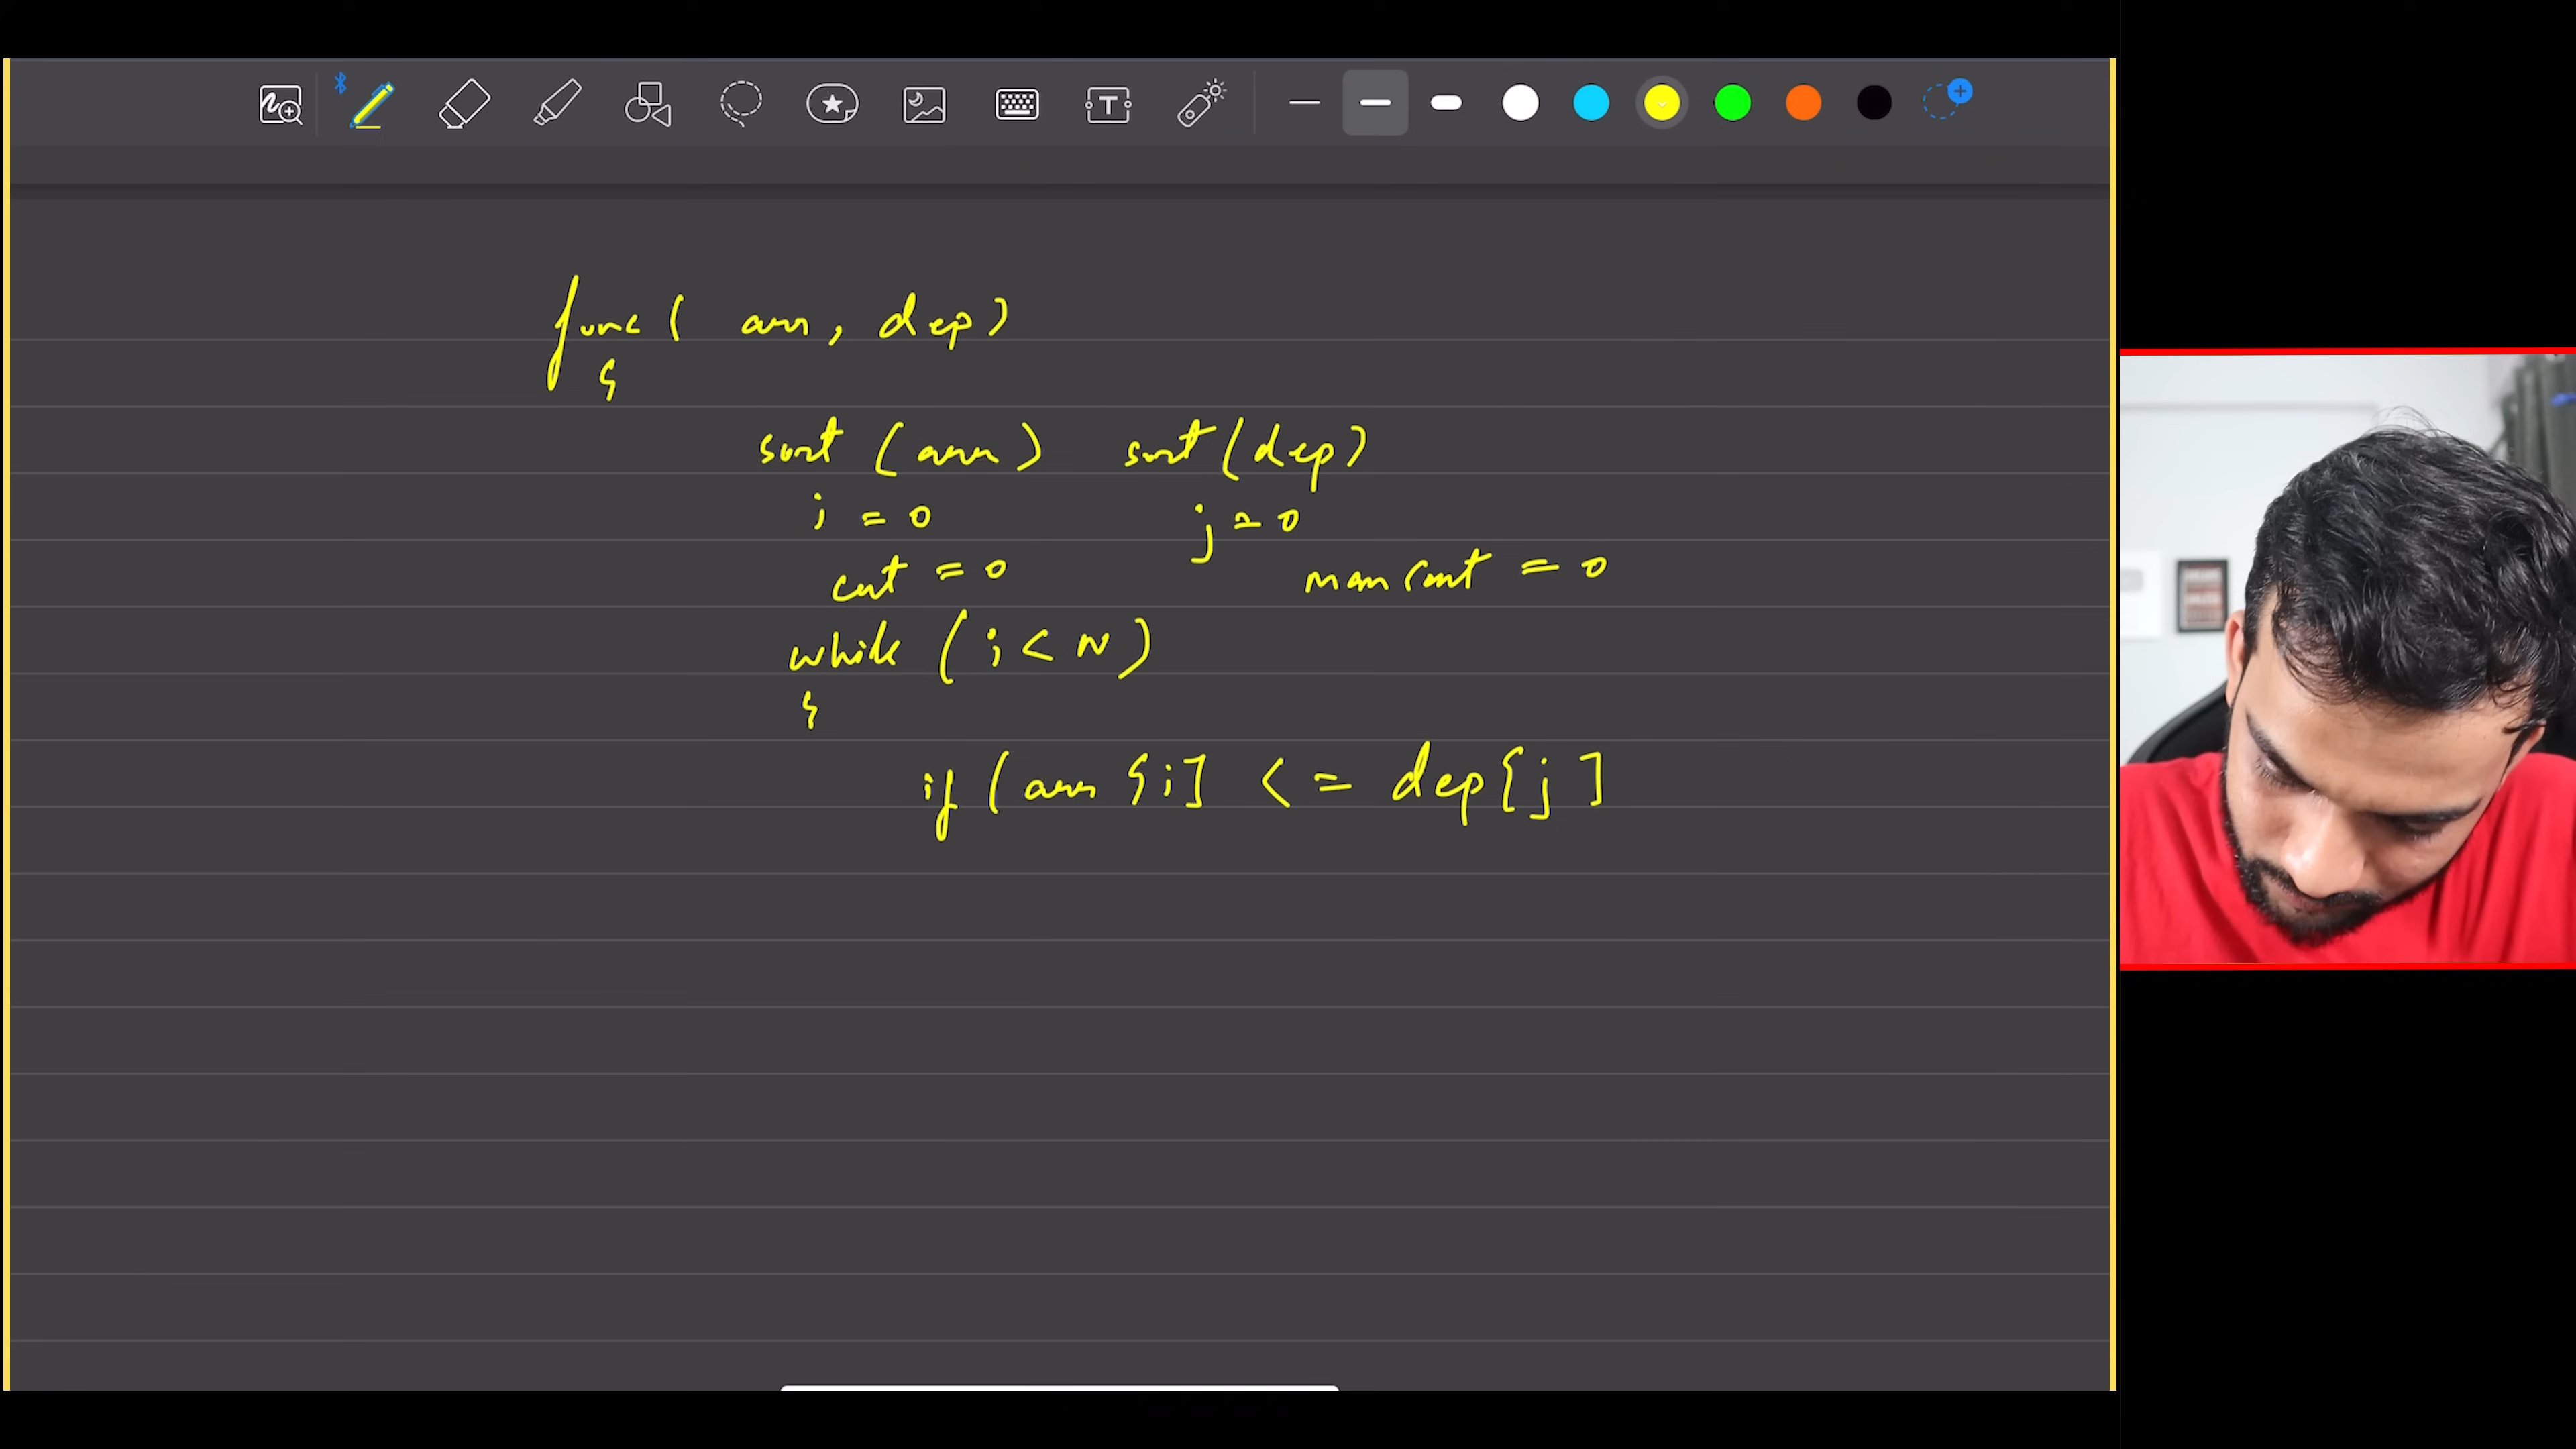 func( arr, dep)
{
sort (arr) sort(dep)
i = 0 j = 0
cnt = 0 maxCnt = 0
while (i < N)
{
if (arr[i] <= dep[j]